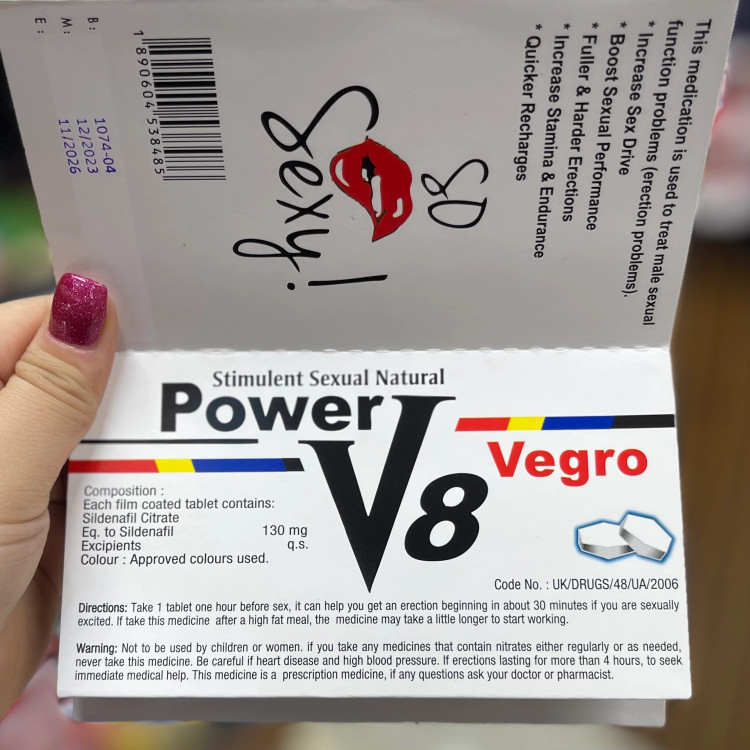 This medication is used to treat male sexual
function problems (erection problems).
* Increase Sex Drive
* Boost Sexual Performance
* Fuller & Harder Erections
* Increase Stamina & Endurance
* Quicker Recharges
SO
Sexy!
1 890604 538485
B: 1074-04
M: 12/2023
E: 11/2026
Stimulent Sexual Natural
Power
V8
Vegro
Composition :
Each film coated tablet contains:
Sildenafil Citrate
Eq. to Sildenafil 130 mg
Excipients q.s.
Colour : Approved colours used.
Code No. : UK/DRUGS/48/UA/2006
Directions: Take 1 tablet one hour before sex, it can help you get an erection beginning in about 30 minutes if you are sexually
excited. If take this medicine after a high fat meal, the medicine may take a little longer to start working.
Warning: Not to be used by children or women. if you take any medicines that contain nitrates either regularly or as needed,
never take this medicine. Be careful if heart disease and high blood pressure. If erections lasting for more than 4 hours, to seek
immediate medical help. This medicine is a prescription medicine, if any questions ask your doctor or pharmacist.